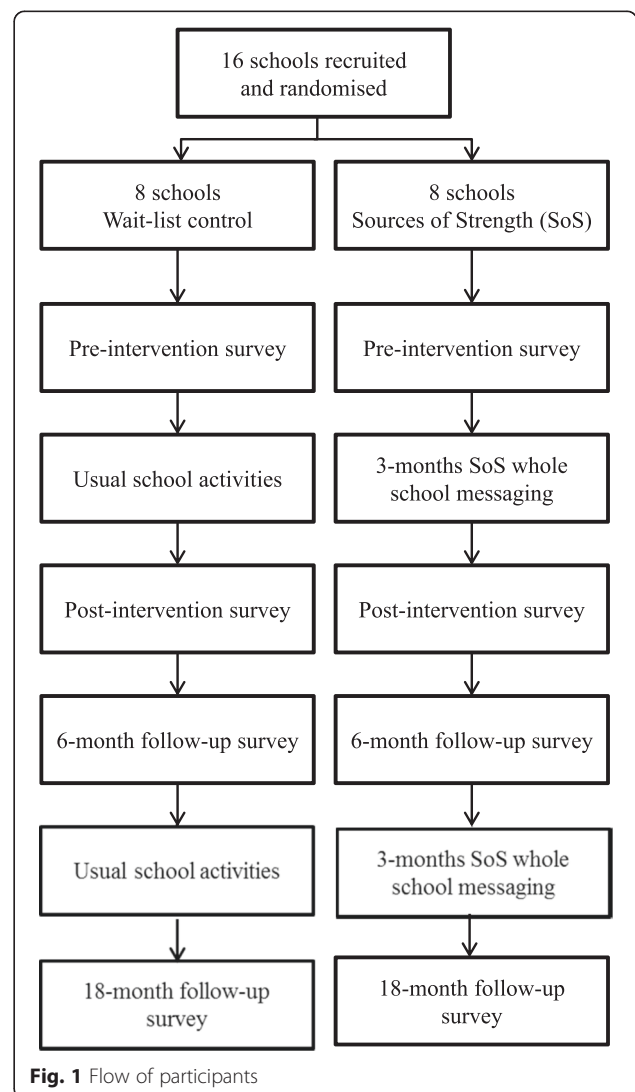 16 schools recruited
and randomised
8 schools
Wait-list control
8 schools
Sources of Strength (SoS)
Pre-intervention survey
Pre-intervention survey
Usual school activities
3-months SoS whole
school messaging
Post-intervention survey
Post-intervention survey
6-month follow-up survey
6-month follow-up survey
Usual school activities
3-months SoS whole
school messaging
18-month follow-up
survey
18-month follow-up
survey
Fig. 1 Flow of participants